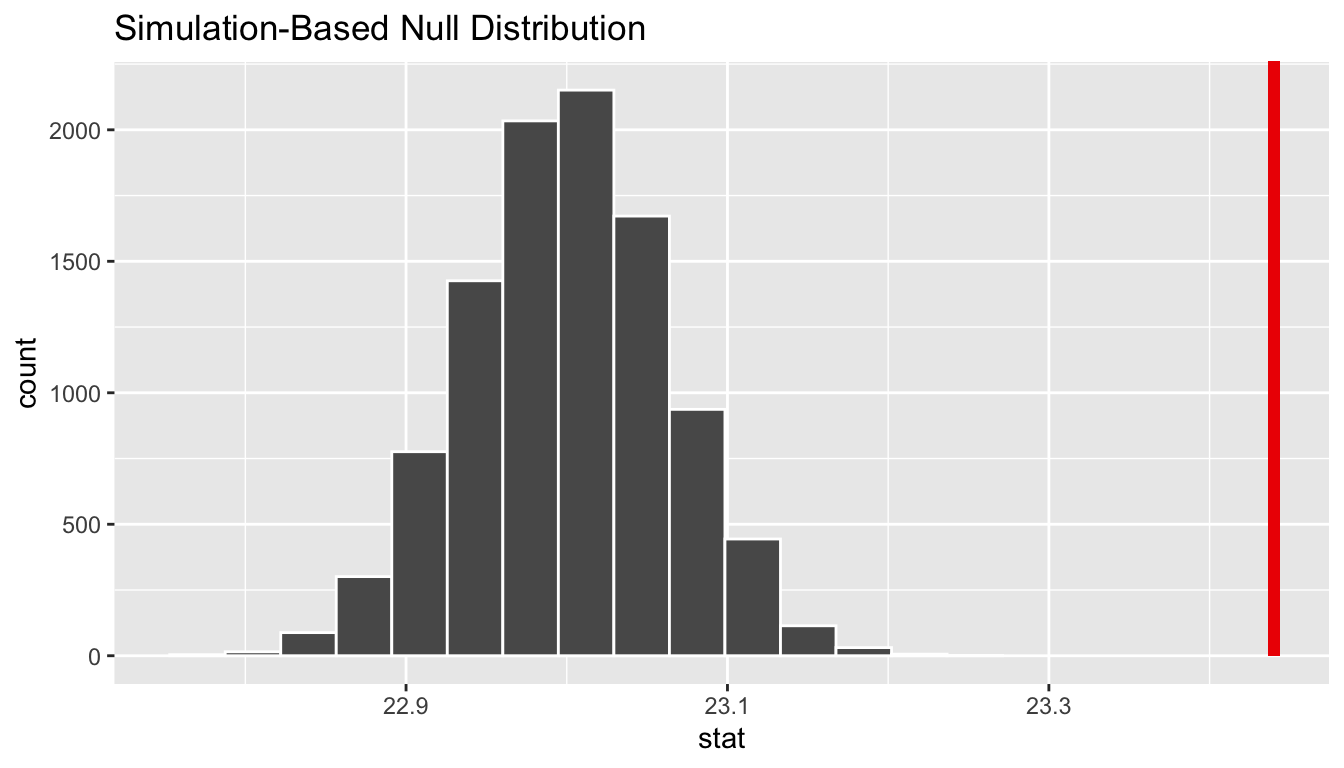 Simulation-Based Null Distribution
2000
1500
1000
500
0
count
22.9 23.1 23.3
stat